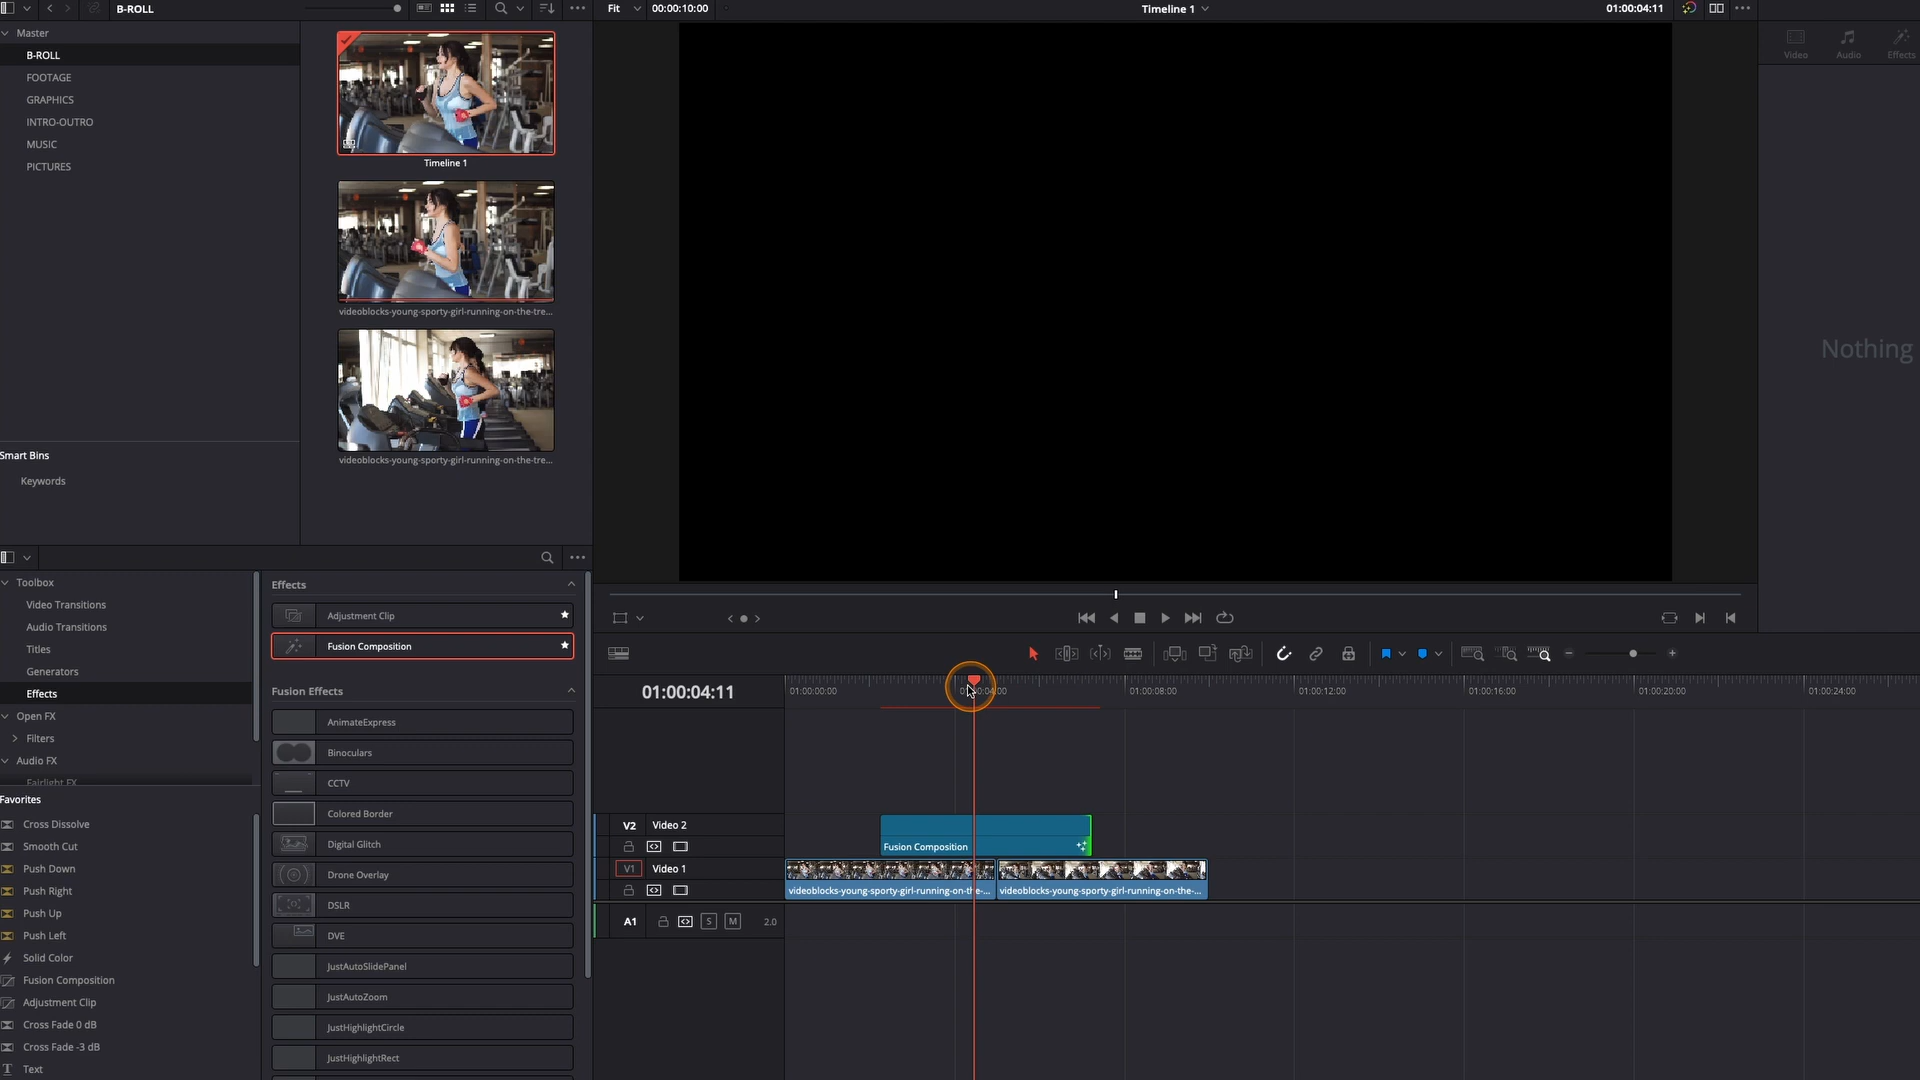 B-ROLL
Fit
00:00:10:00
Timeline 1
01:00:04:11
Master
B-ROLL
FOOTAGE
GRAPHICS
INTRO-OUTRO
MUSIC
PICTURES
Timeline 1
videoblocks-young-sporty-girl-running-on-the-tre...
videoblocks-young-sporty-girl-running-on-the-tre...
Smart Bins
Keywords
Video
Audio
Effects
Nothing
Toolbox
Video Transitions
Audio Transitions
Titles
Generators
Effects
Open FX
Filters
Audio FX
Fairlight FX
Favorites
Cross Dissolve
Smooth Cut
Push Down
Push Right
Push Up
Push Left
Solid Color
Fusion Composition
Adjustment Clip
Cross Fade 0 dB
Cross Fade -3 dB
Text
Effects
Adjustment Clip
Fusion Composition
Fusion Effects
AnimateExpress
Binoculars
CCTV
Colored Border
Digital Glitch
Drone Overlay
DSLR
DVE
JustAutoSlidePanel
JustAutoZoom
JustHighlightCircle
JustHighlightRect
01:00:04:11
01:00:00:00
01:00:04:00
01:00:08:00
01:00:12:00
01:00:16:00
01:00:20:00
01:00:24:00
V2
Video 2
Fusion Composition
V1
Video 1
videoblocks-young-sporty-girl-running-on-the-...
videoblocks-young-sporty-girl-running-on-the-...
A1
S
M
2.0